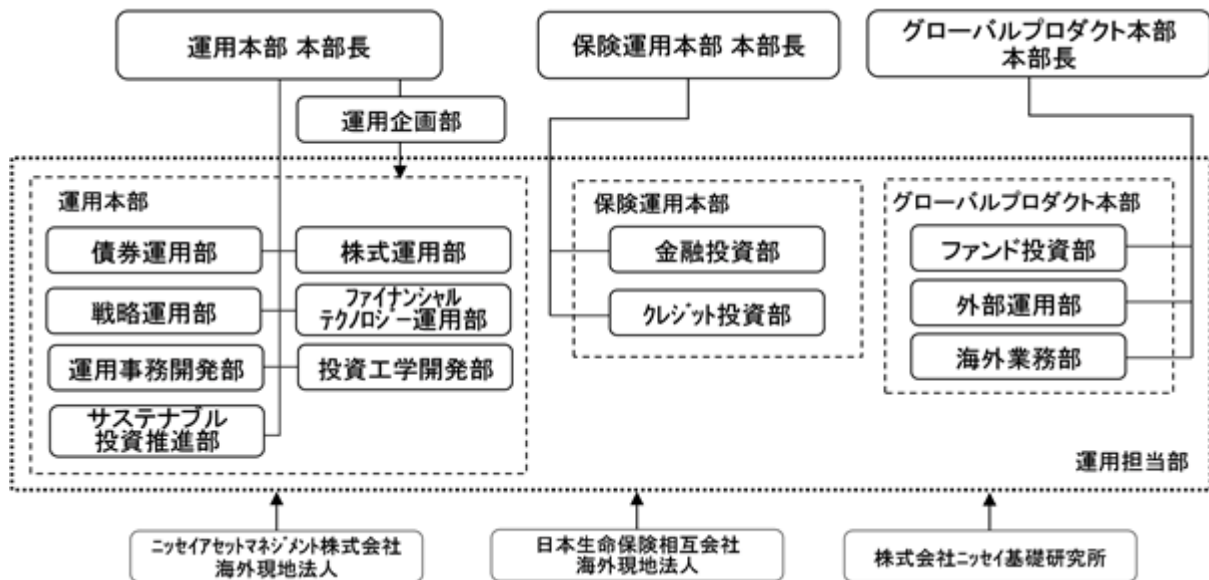 運用本部 本部長
保険運用本部 本部長
グローバルプロダクト本部
本部長
運用企画部
運用本部
債券運用部
株式運用部
戦略運用部
ファイナンシャル
テクノロジー運用部
運用事務開発部
投資工学開発部
サステナブル
投資推進部
保険運用本部
金融投資部
クレジット投資部
グローバルプロダクト本部
ファンド投資部
外部運用部
海外業務部
運用担当部
ニッセイアセットマネジメント株式会社
海外現地法人
日本生命保険相互会社
海外現地法人
株式会社ニッセイ基礎研究所